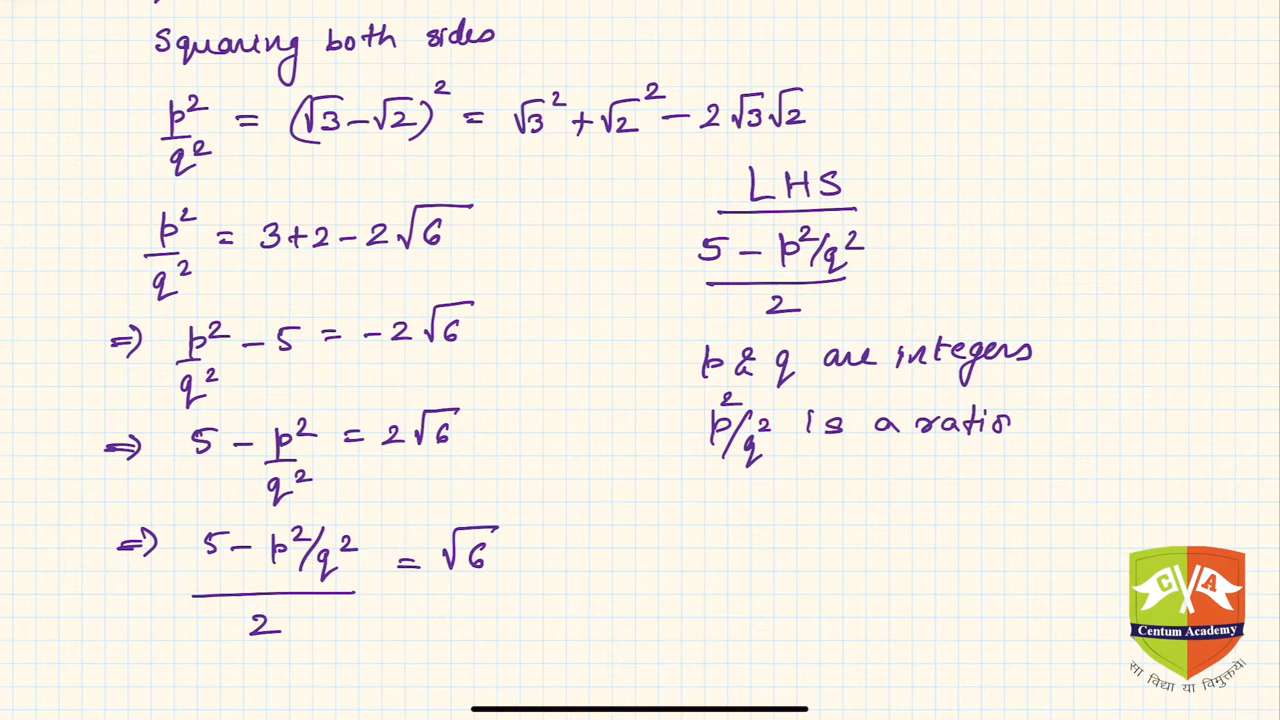 Squaring both sides
p²/q² = (√3 − √2)² = √3² + √2² − 2√3√2
p²/q² = 3 + 2 − 2√6
⇒ p²/q² − 5 = −2√6
⇒ 5 − p²/q² = 2√6
⇒ (5 − p²/q²)/2 = √6
LHS
(5 − p²/q²)/2
p & q are integers
p²/q² is a ratio
C A
Centum Academy
सा विद्या या विमुक्तये।